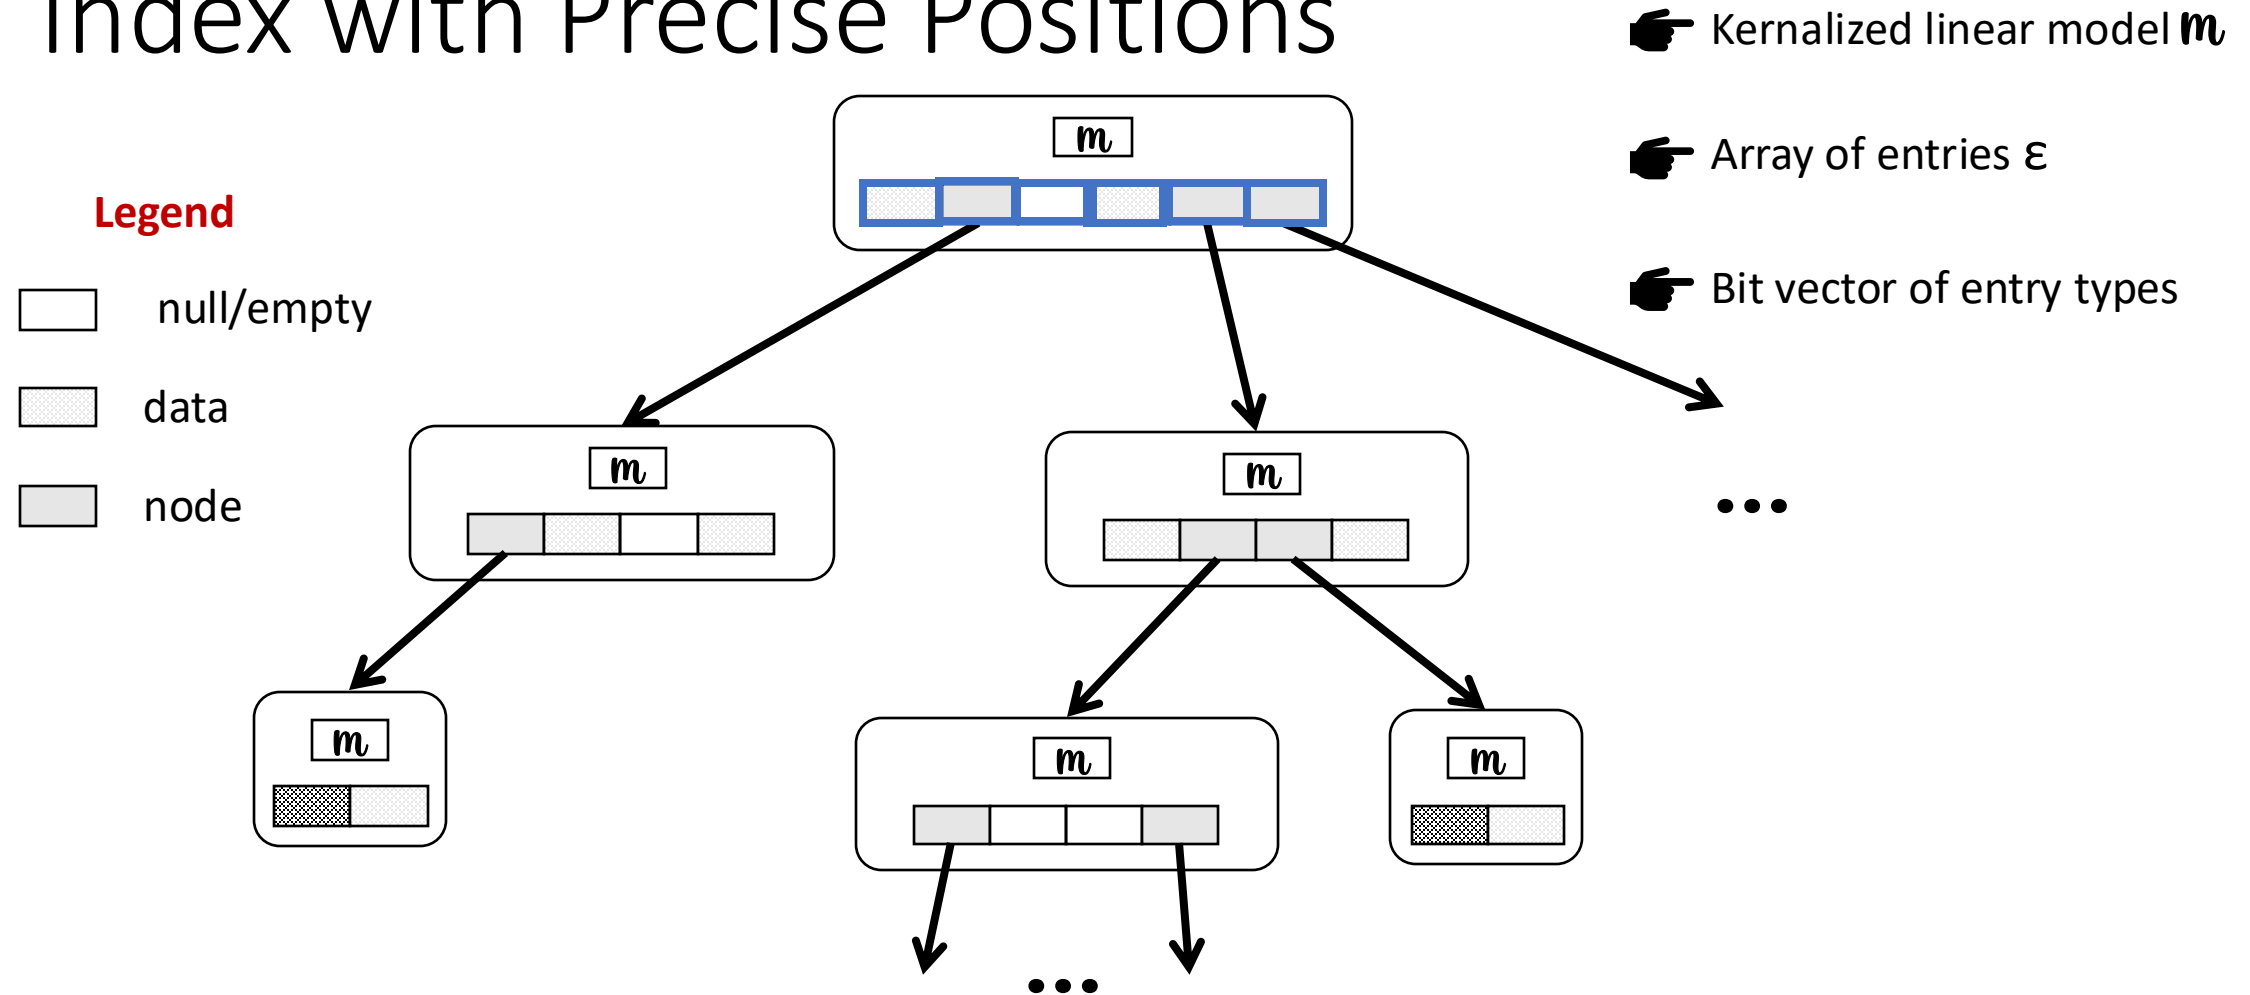 Index with Precise Positions
Kernalized linear model m
Array of entries ε
Bit vector of entry types
Legend
null/empty
data
node
m
m
m
m
m
m
...
...